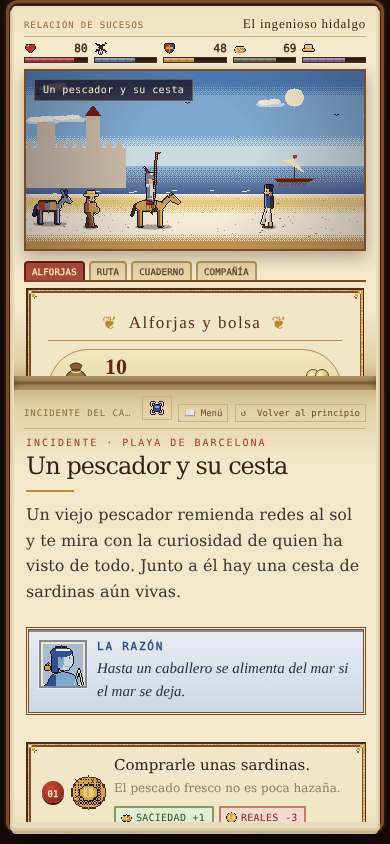 RELACIÓN DE SUCESOS
El ingenioso hidalgo
80
48
69
Un pescador y su cesta
ALFORJAS
RUTA
CUADERNO
COMPAÑÍA
Alforjas y bolsa
10
INCIDENTE DEL CA…
Menú
↺ Volver al principio
INCIDENTE · PLAYA DE BARCELONA
Un pescador y su cesta
Un viejo pescador remienda redes al sol
y te mira con la curiosidad de quien ha
visto de todo. Junto a él hay una cesta de
sardinas aún vivas.
LA RAZÓN
Hasta un caballero se alimenta del mar si
el mar se deja.
01
Comprarle unas sardinas.
El pescado fresco no es poca hazaña.
SACIEDAD +1
REALES -3